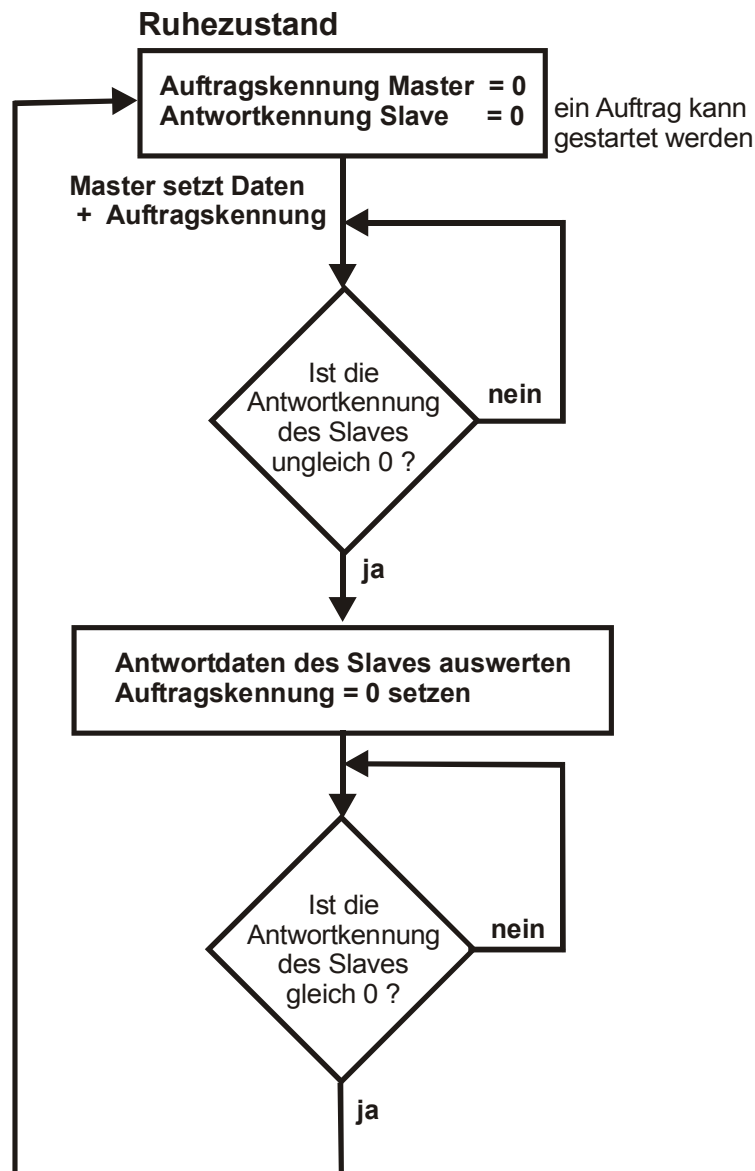 Ruhezustand
Auftragskennung Master = 0
Antwortkennung Slave = 0
ein Auftrag kann
gestartet werden
Master setzt Daten
+ Auftragskennung
Ist die
Antwortkennung
des Slaves
ungleich 0 ?
nein
ja
Antwortdaten des Slaves auswerten
Auftragskennung = 0 setzen
Ist die
Antwortkennung
des Slaves
gleich 0 ?
nein
ja